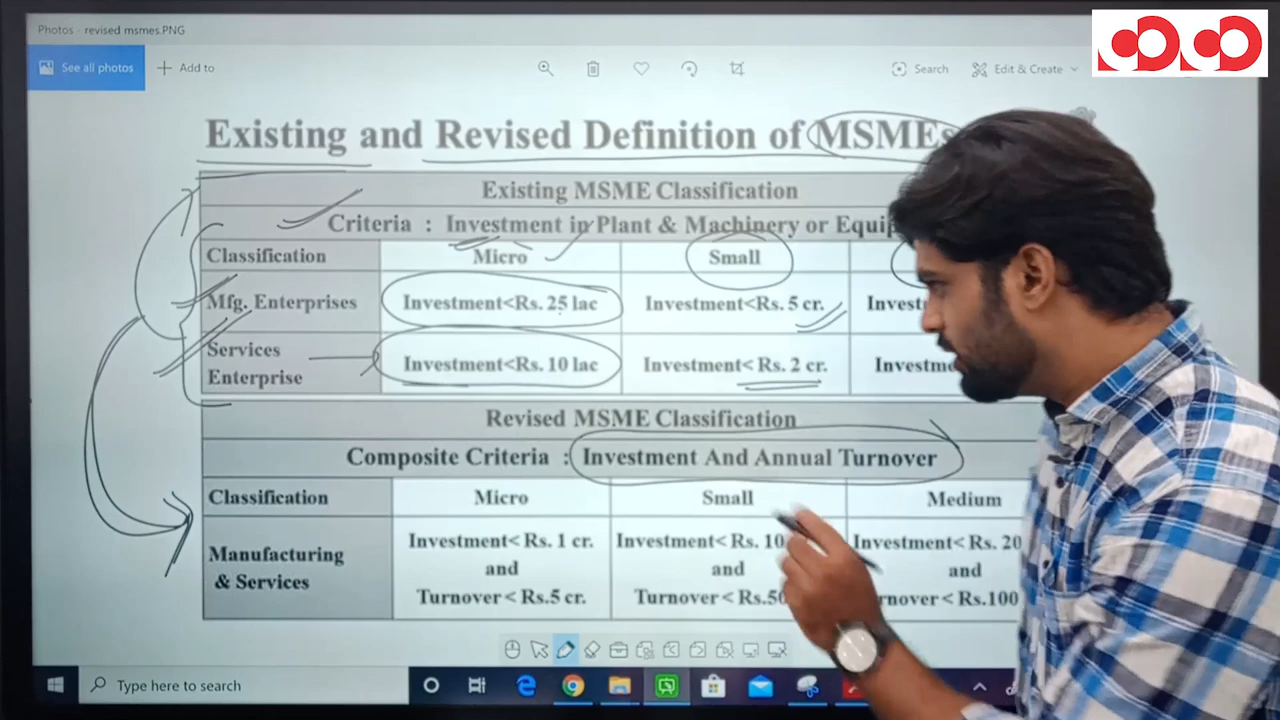 Photos - revised msmes.PNG
See all photos + Add to Search Edit & Create
Existing and Revised Definition of MSMEs
Existing MSME Classification
Criteria : Investment in Plant & Machinery or
Classification Micro Small
Mfg. Enterprises Investment<Rs. 25 lac Investment<Rs. 5 cr.
Services
Enterprise Investment<Rs. 10 lac Investment< Rs. 2 cr.
Revised MSME Classification
Composite Criteria : Investment And Annual Turnover
Classification Micro Small Medium
Manufacturing
& Services
Investment< Rs. 1 cr. Investment< Rs. 10 Investment< Rs. 20
and and and
Turnover< Rs.5 cr. Turnover< Rs.50 Rs.100
Type here to search